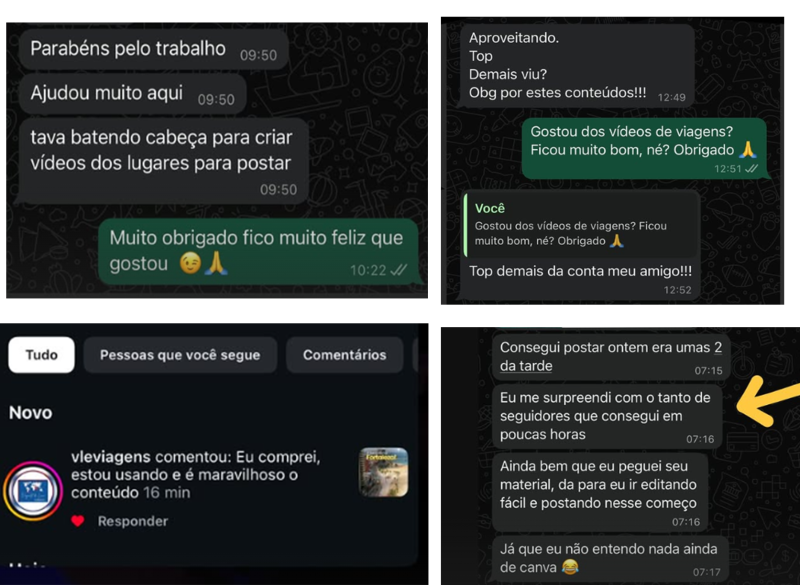 Parabéns pelo trabalho 09:50
Ajudou muito aqui 09:50
tava batendo cabeça para criar
vídeos dos lugares para postar
09:50
Muito obrigado fico muito feliz que
gostou 😉🙏 10:22
Aproveitando.
Top
Demais viu?
Obg por estes conteúdos!!! 12:49
Gostou dos vídeos de viagens?
Ficou muito bom, né? Obrigado 🙏
12:51
Você
Gostou dos vídeos de viagens? Ficou
muito bom, né? Obrigado 🙏
Top demais da conta meu amigo!!!
12:52
Tudo Pessoas que você segue Comentários
Novo
vleviagens comentou: Eu comprei,
estou usando e é maravilhoso o
conteúdo 16 min
Responder
Consegui postar ontem era umas 2
da tarde 07:15
Eu me surpreendi com o tanto de
seguidores que consegui em
poucas horas 07:16
Ainda bem que eu peguei seu
material, da para eu ir editando
fácil e postando nesse começo
07:16
Já que eu não entendo nada ainda
de canva 😂 07:17